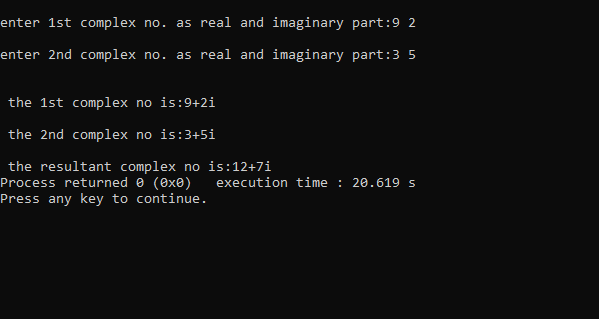 enter 1st complex no. as real and imaginary part:9 2
enter 2nd complex no. as real and imaginary part:3 5
the 1st complex no is:9+2i
the 2nd complex no is:3+5i
the resultant complex no is:12+7i
Process returned 0 (0x0)   execution time : 20.619 s
Press any key to continue.